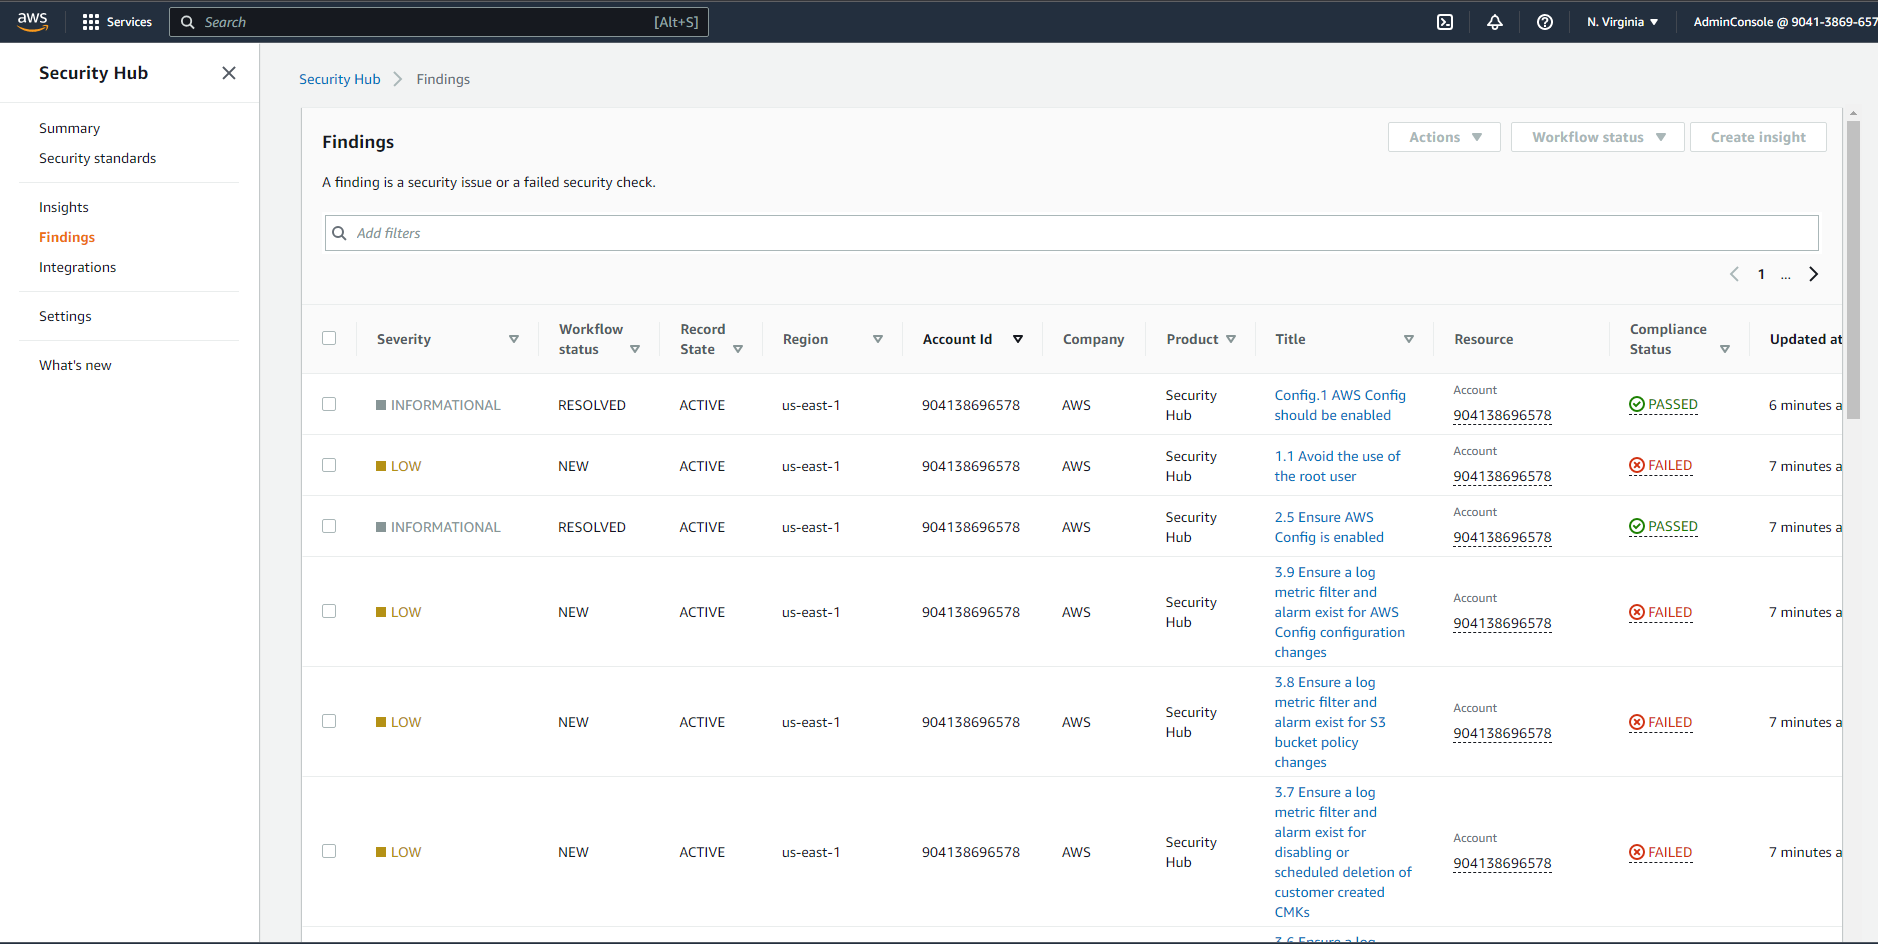 aws
Services
Search
[Alt+S]
N. Virginia
AdminConsole @ 9041-3869-657
Security Hub
Summary
Security standards
Insights
Findings
Integrations
Settings
What's new
Security Hub
Findings
Findings
Actions
Workflow status
Create insight
A finding is a security issue or a failed security check.
Add filters
1
...
Severity
Workflow
status
Record
State
Region
Account Id
Company
Product
Title
Resource
Compliance
Status
Updated at
INFORMATIONAL
RESOLVED
ACTIVE
us-east-1
904138696578
AWS
Security
Hub
Config.1 AWS Config
should be enabled
Account
904138696578
PASSED
6 minutes a
LOW
NEW
ACTIVE
us-east-1
904138696578
AWS
Security
Hub
1.1 Avoid the use of
the root user
Account
904138696578
FAILED
7 minutes a
INFORMATIONAL
RESOLVED
ACTIVE
us-east-1
904138696578
AWS
Security
Hub
2.5 Ensure AWS
Config is enabled
Account
904138696578
PASSED
7 minutes a
LOW
NEW
ACTIVE
us-east-1
904138696578
AWS
Security
Hub
3.9 Ensure a log
metric filter and
alarm exist for AWS
Config configuration
changes
Account
904138696578
FAILED
7 minutes a
LOW
NEW
ACTIVE
us-east-1
904138696578
AWS
Security
Hub
3.8 Ensure a log
metric filter and
alarm exist for S3
bucket policy
changes
Account
904138696578
FAILED
7 minutes a
LOW
NEW
ACTIVE
us-east-1
904138696578
AWS
Security
Hub
3.7 Ensure a log
metric filter and
alarm exist for
disabling or
scheduled deletion of
customer created
CMKs
Account
904138696578
FAILED
7 minutes a
3.6 Ensure a log